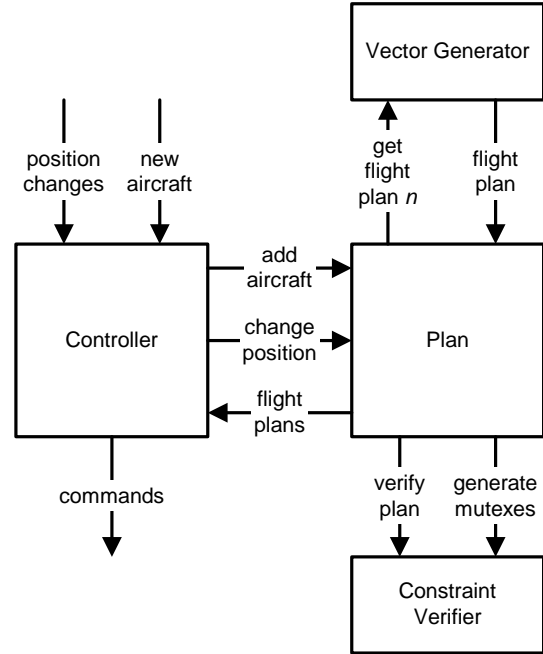 Vector Generator
position
changes
new
aircraft
get
flight
plan n
flight
plan
Controller
add
aircraft
change
position
flight
plans
Plan
commands
verify
plan
generate
mutexes
Constraint
Verifier